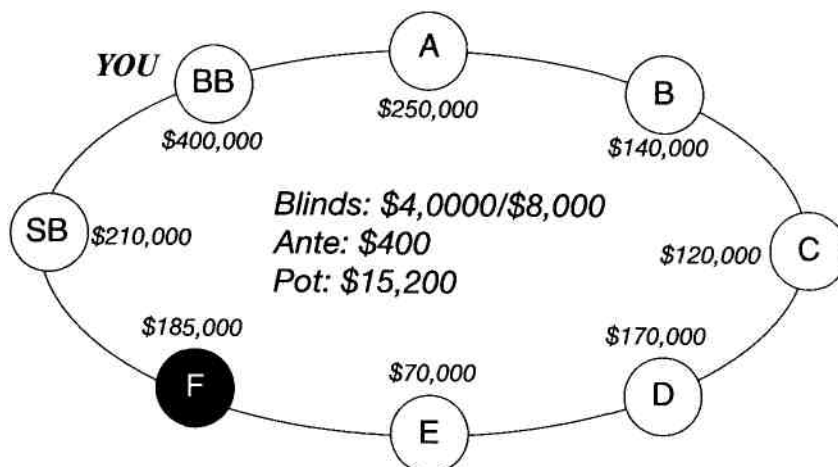 A
YOU
BB
B
$250,000
$400,000
$140,000
Blinds: $4,0000/$8,000
SB
$210,000
Ante: $400
$120,000
C
Pot: $15,200
$185,000
$170,000
$70,000
F
D
E